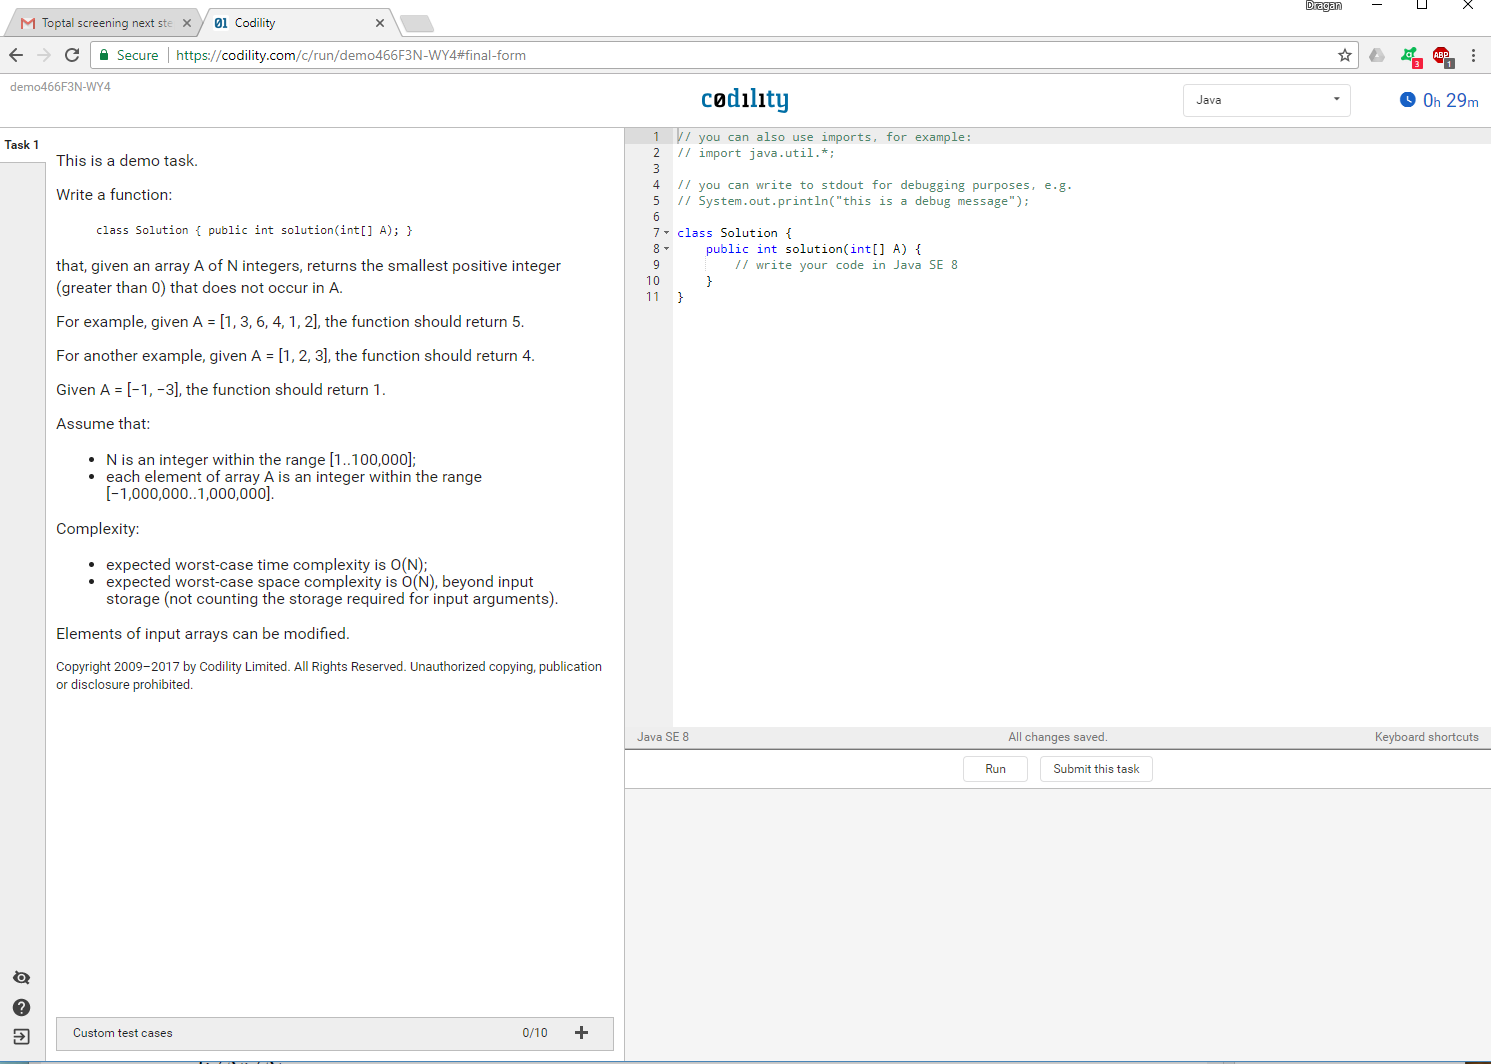 Dragan
Toptal screening next ste
Codility
Secure
https://codility.com/c/run/demo466F3N-WY4#final-form
3
ABP
1
demo466F3N-WY4
codility
Java
0h 29m
Task 1
This is a demo task.
Write a function:
class Solution { public int solution(int[] A); }
that, given an array A of N integers, returns the smallest positive integer
(greater than 0) that does not occur in A.
For example, given A = [1, 3, 6, 4, 1, 2], the function should return 5.
For another example, given A = [1, 2, 3], the function should return 4.
Given A = [−1, −3], the function should return 1.
Assume that:
• N is an integer within the range [1..100,000];
• each element of array A is an integer within the range
[−1,000,000..1,000,000].
Complexity:
• expected worst-case time complexity is O(N);
• expected worst-case space complexity is O(N), beyond input
storage (not counting the storage required for input arguments).
Elements of input arrays can be modified.
Copyright 2009–2017 by Codility Limited. All Rights Reserved. Unauthorized copying, publication
or disclosure prohibited.
Custom test cases
0/10
1 // you can also use imports, for example:
2 // import java.util.*;
3
4 // you can write to stdout for debugging purposes, e.g.
5 // System.out.println("this is a debug message");
6
7 class Solution {
8     public int solution(int[] A) {
9         // write your code in Java SE 8
10     }
11 }
Java SE 8
All changes saved.
Keyboard shortcuts
Run
Submit this task